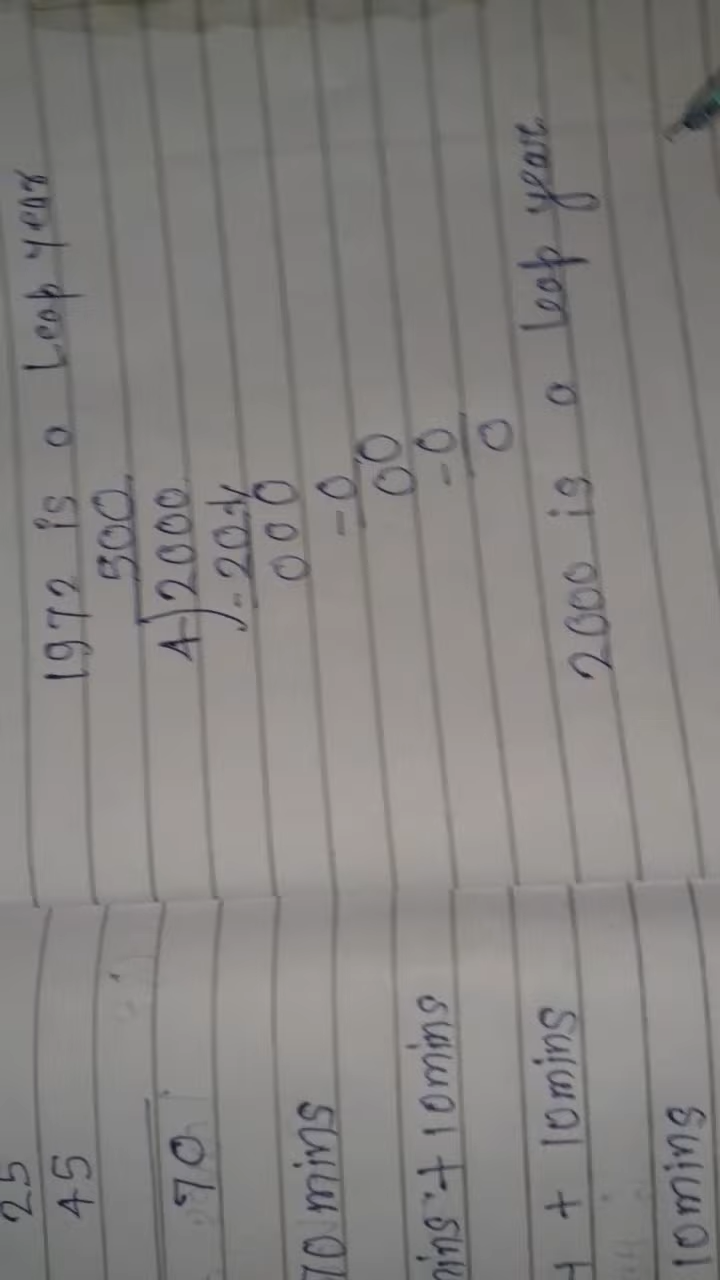 25
45
70
70 mins
mins + 10mins
+ 10mins
10mins
1972 is a Leap year
500
4)2000
-20↓
000
-0
00
-0
0
2000 is a leap year